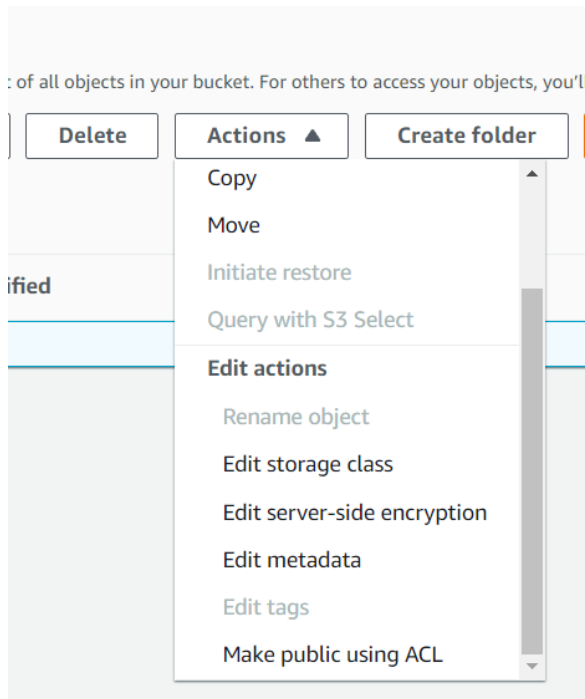 of all objects in your bucket. For others to access your objects, you'l
Delete Actions Create folder
Copy
Move
Initiate restore
ified
Query with S3 Select
Edit actions
Rename object
Edit storage class
Edit server-side encryption
Edit metadata
Edit tags
Make public using ACL